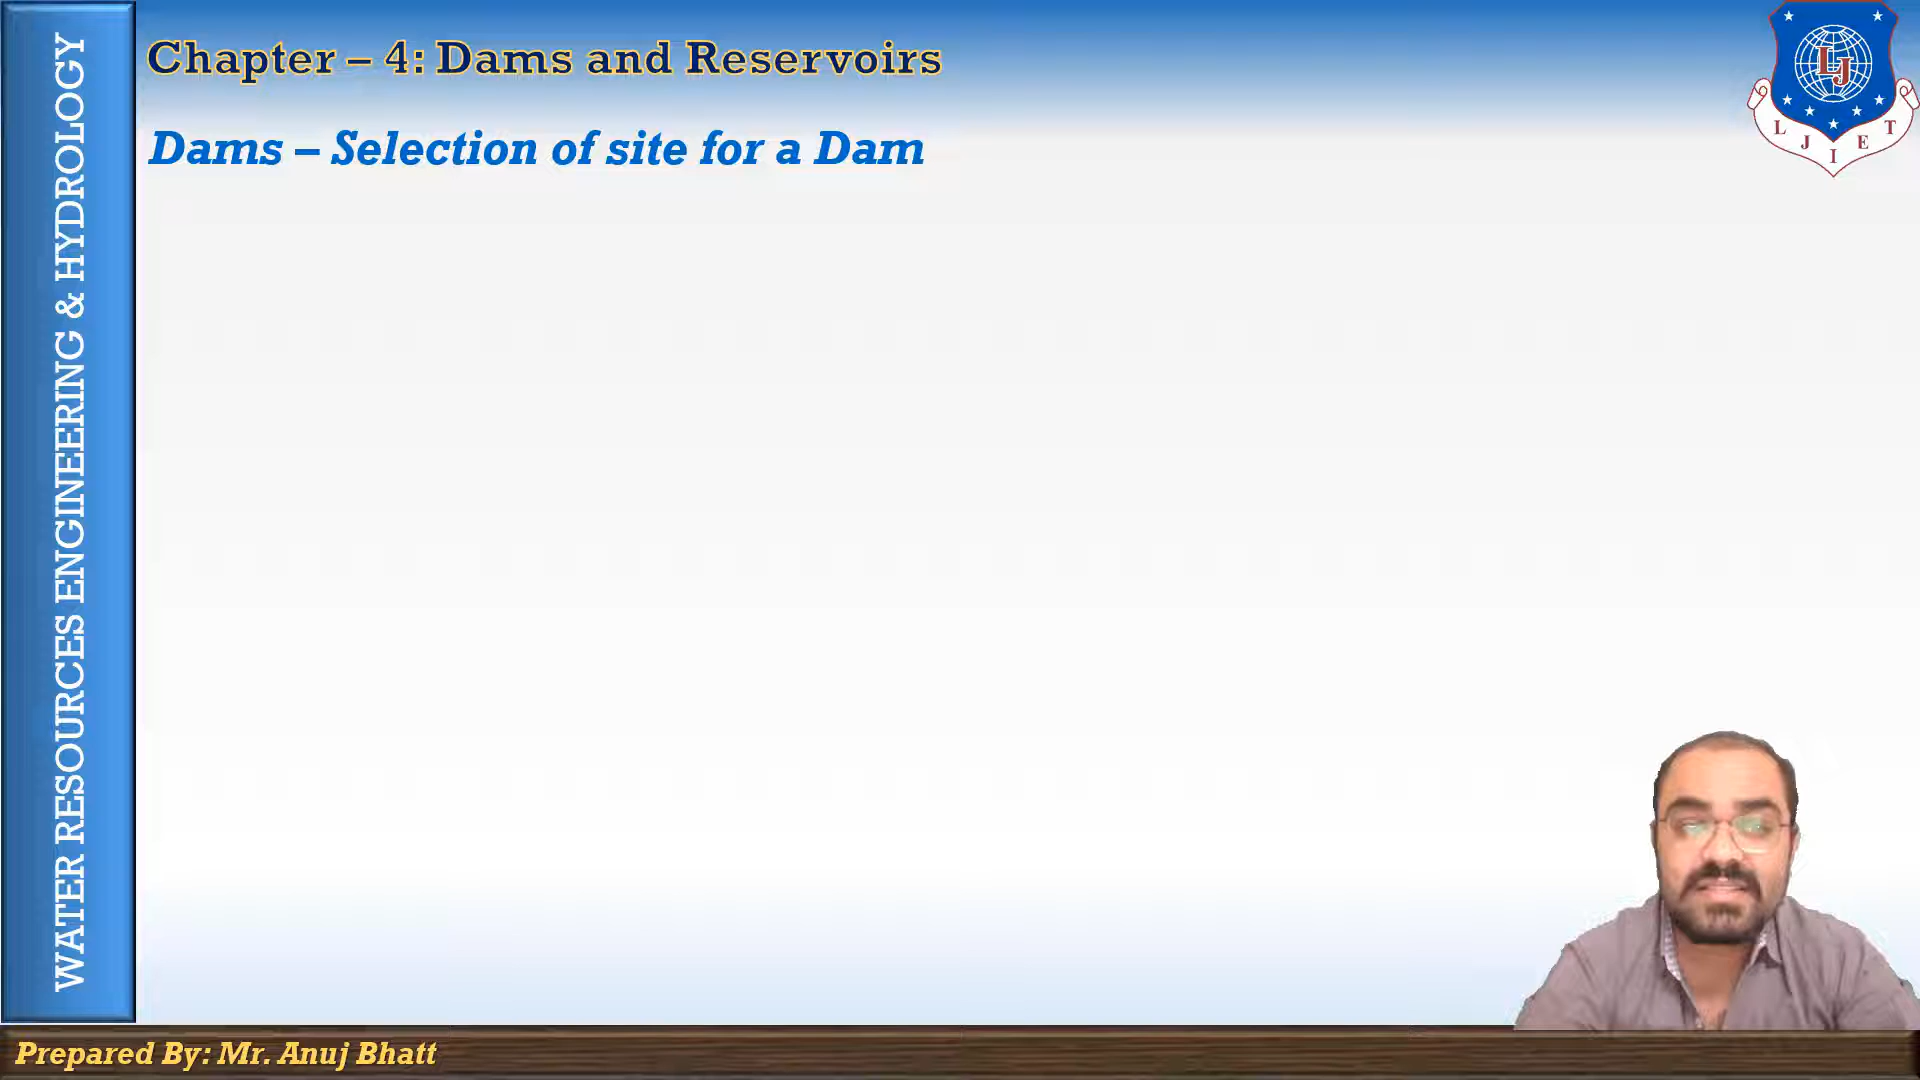 Chapter – 4: Dams and Reservoirs
Dams – Selection of site for a Dam
WATER RESOURCES ENGINEERING & HYDROLOGY
LJ
L J I E T
Prepared By: Mr. Anuj Bhatt